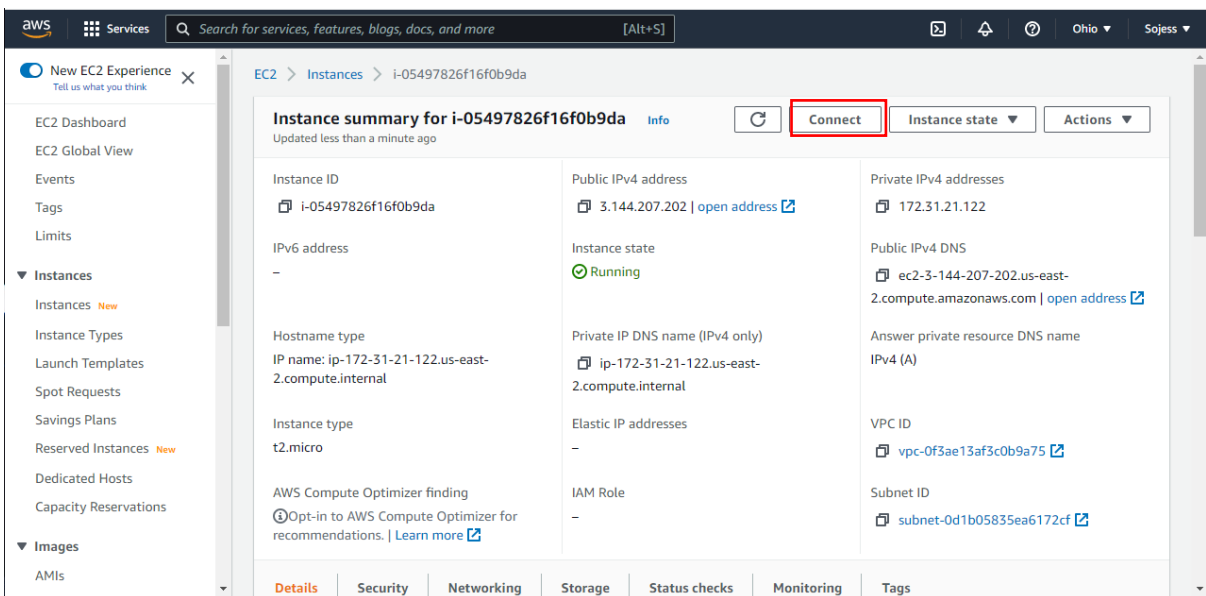 aws
Services
Search for services, features, blogs, docs, and more
[Alt+S]
Ohio ▼
Sojess ▼
New EC2 Experience
Tell us what you think
EC2 Dashboard
EC2 Global View
Events
Tags
Limits
▼ Instances
Instances New
Instance Types
Launch Templates
Spot Requests
Savings Plans
Reserved Instances New
Dedicated Hosts
Capacity Reservations
▼ Images
AMIs
EC2 > Instances > i-05497826f16f0b9da
Instance summary for i-05497826f16f0b9da Info
Updated less than a minute ago
Connect
Instance state ▼
Actions ▼
Instance ID
i-05497826f16f0b9da
Public IPv4 address
3.144.207.202 | open address
Private IPv4 addresses
172.31.21.122
IPv6 address
–
Instance state
Running
Public IPv4 DNS
ec2-3-144-207-202.us-east-
2.compute.amazonaws.com | open address
Hostname type
IP name: ip-172-31-21-122.us-east-
2.compute.internal
Private IP DNS name (IPv4 only)
ip-172-31-21-122.us-east-
2.compute.internal
Answer private resource DNS name
IPv4 (A)
Instance type
t2.micro
Elastic IP addresses
–
VPC ID
vpc-0f3ae13af3c0b9a75
AWS Compute Optimizer finding
Opt-in to AWS Compute Optimizer for
recommendations. | Learn more
IAM Role
–
Subnet ID
subnet-0d1b05835ea6172cf
Details
Security
Networking
Storage
Status checks
Monitoring
Tags